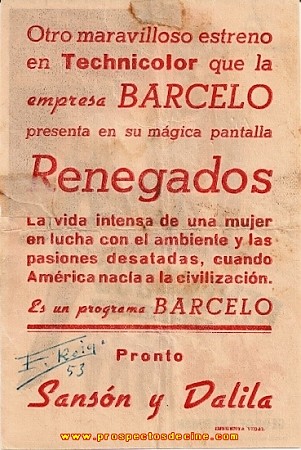 Otro maravilloso estreno
en Technicolor que la
empresa BARCELO
presenta en su mágica pantalla
Renegados
La vida intensa de una mujer
en lucha con el ambiente y las
pasiones desatadas, cuando
América nacía a la civilización.
Es un programa BARCELO
Pronto
F. Roig
53
Sansón y Dalila
www.prospectosdecine.com